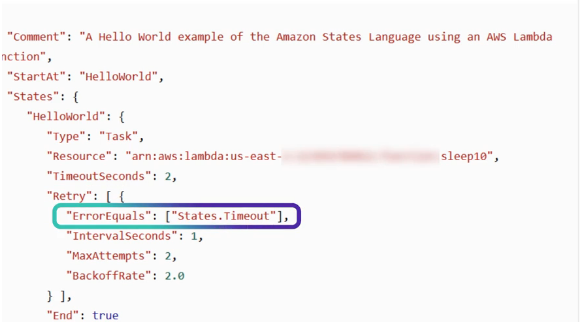 "Comment": "A Hello World example of the Amazon States Language using an AWS Lambda
nction",
"StartAt": "HelloWorld",
"States": {
"HelloWorld": {
"Type": "Task",
"Resource": "arn:aws:lambda:us-east- sleep10",
"TimeoutSeconds": 2,
"Retry": [ {
"ErrorEquals": ["States.Timeout"],
"IntervalSeconds": 1,
"MaxAttempts": 2,
"BackoffRate": 2.0
} ],
"End": true